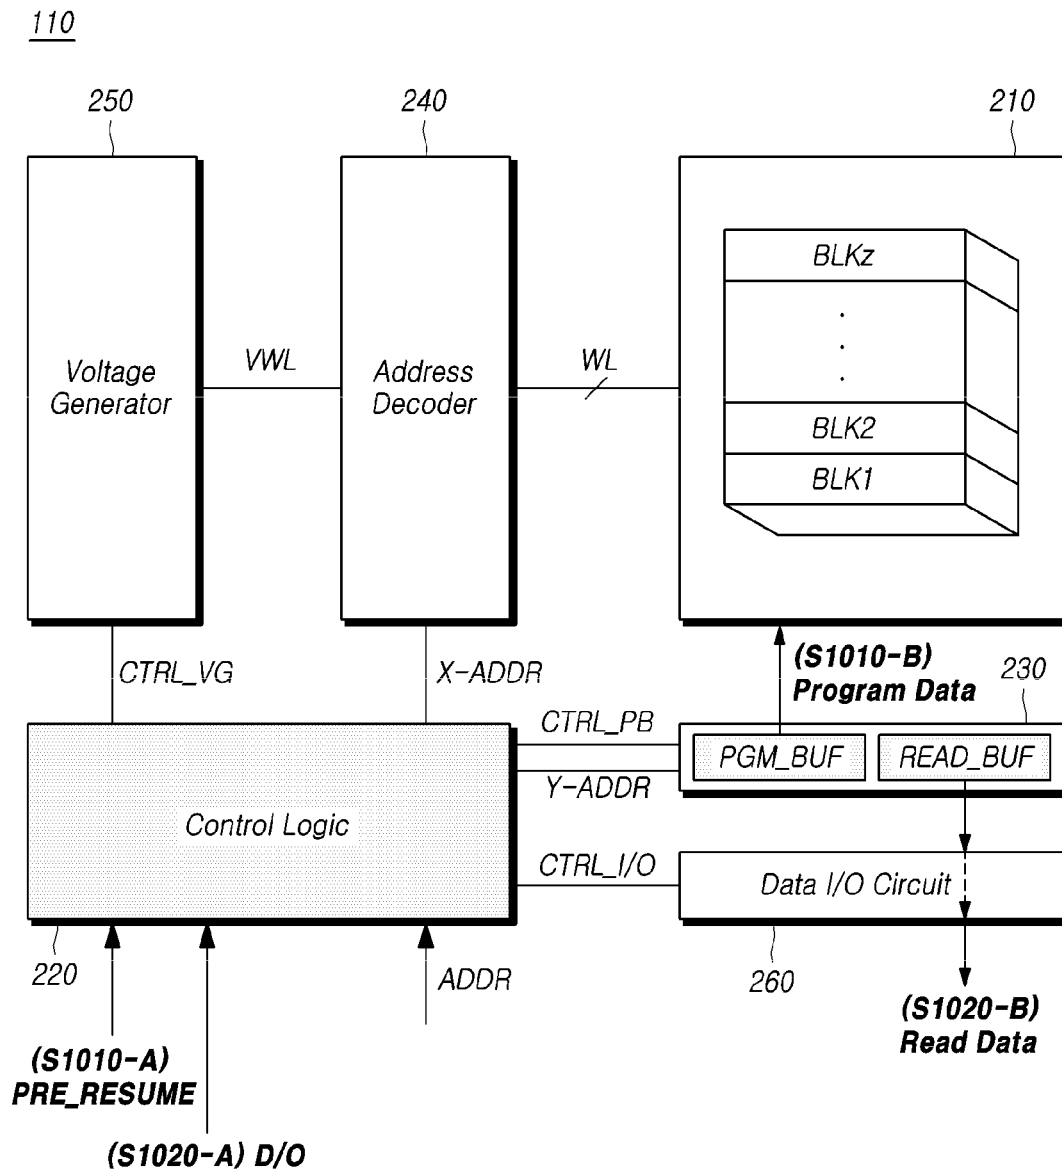 110
250
240
210
Voltage
Generator
VWL
Address
Decoder
WL
BLKz
BLK2
BLK1
CTRL_VG
X-ADDR
(S1010-B)
Program Data
230
Control Logic
CTRL_PB
Y-ADDR
PGM_BUF
READ_BUF
CTRL_I/O
Data I/O Circuit
220
ADDR
260
(S1010-A)
PRE_RESUME
(S1020-B)
Read Data
(S1020-A) D/O